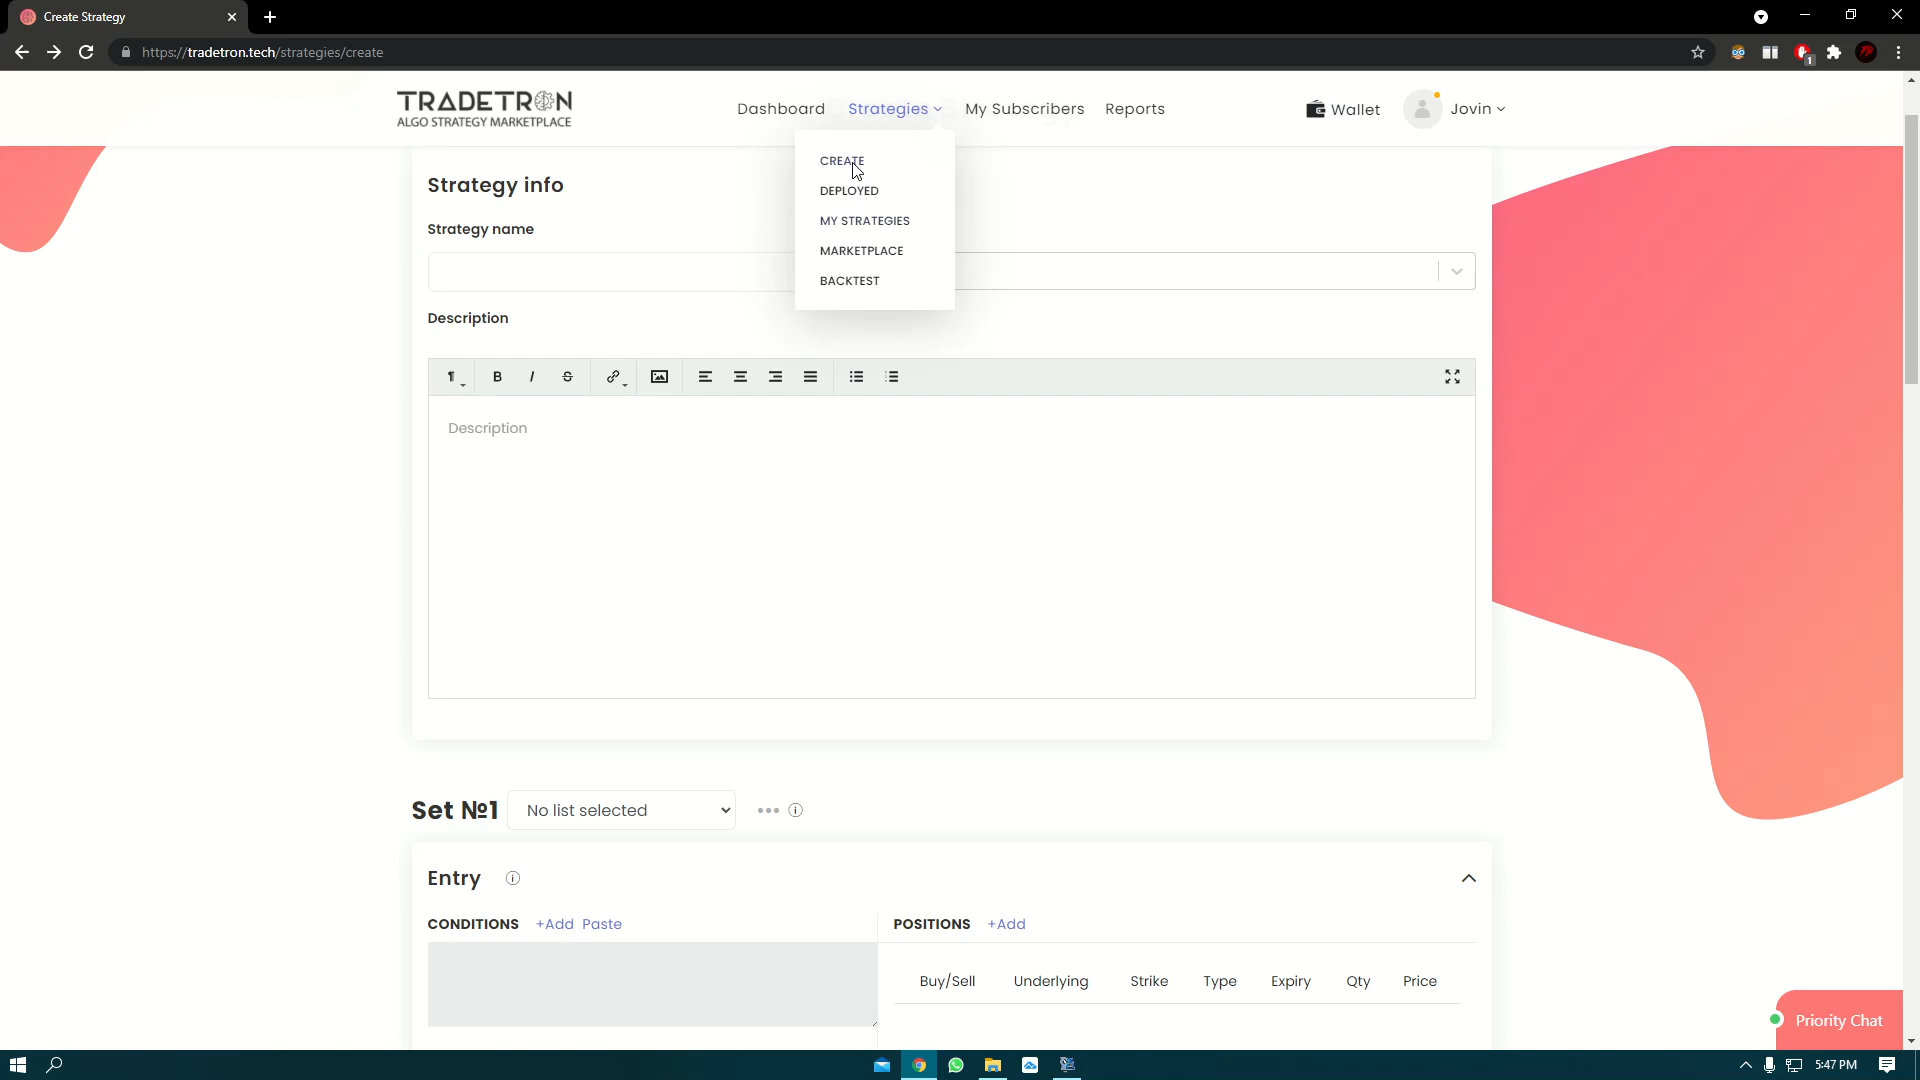 Create Strategy
https://tradetron.tech/strategies/create
1
TRADETRON
ALGO STRATEGY MARKETPLACE
Dashboard Strategies My Subscribers Reports Wallet Jovin
CREATE
DEPLOYED
MY STRATEGIES
MARKETPLACE
BACKTEST
Strategy info
Strategy name
Description
B I S
Description
Set №1 No list selected
Entry
CONDITIONS +Add Paste POSITIONS +Add
Buy/Sell Underlying Strike Type Expiry Qty Price
Priority Chat
5:47 PM